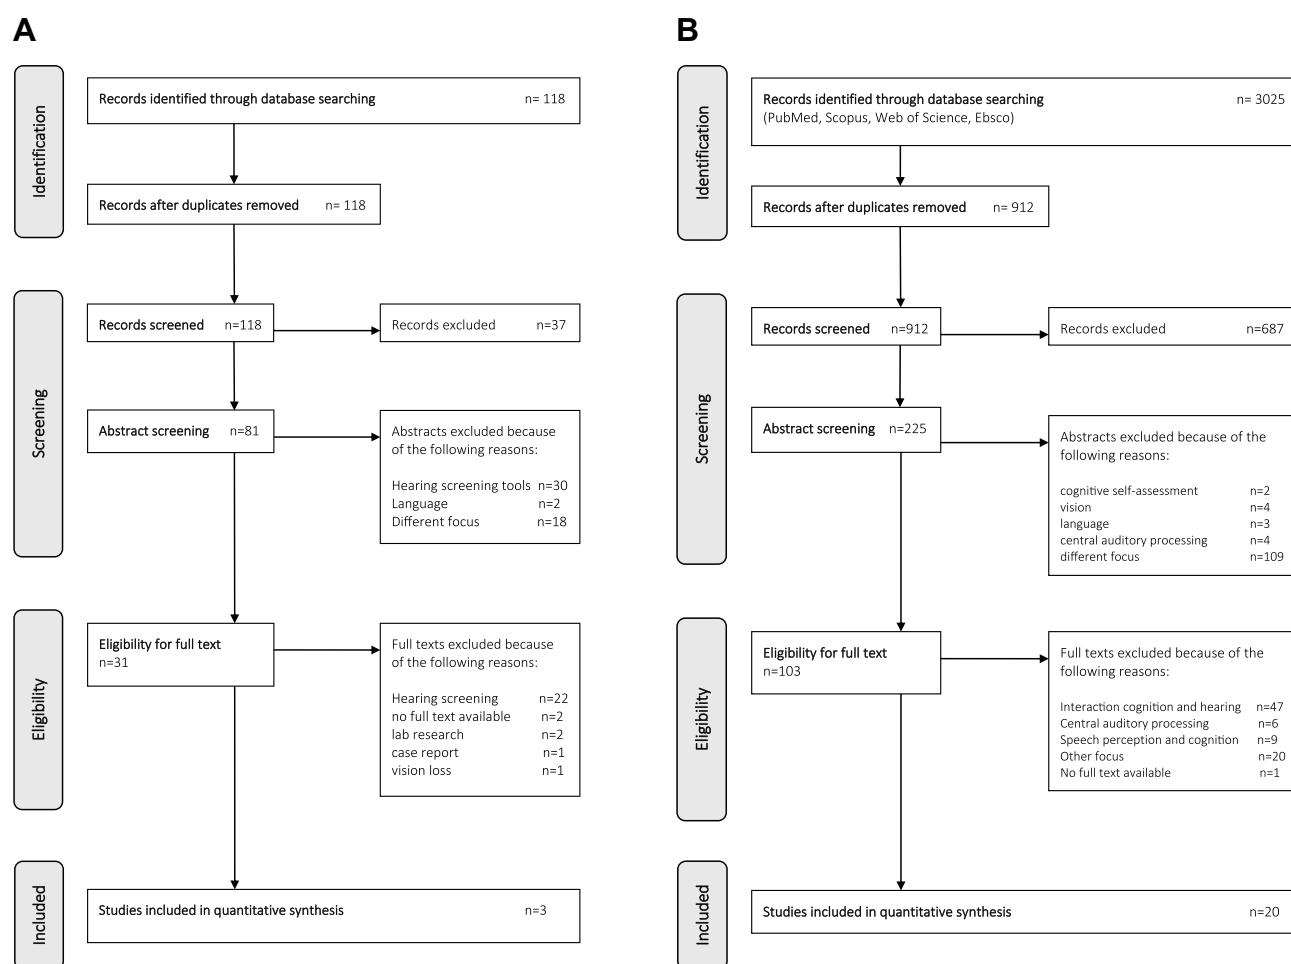 A
Identification
Records identified through database searching n= 118
Records after duplicates removed n= 118
Screening
Records screened n=118
Records excluded n=37
Abstract screening n=81
Abstracts excluded because
of the following reasons:
Hearing screening tools n=30
Language n=2
Different focus n=18
Eligibility
Eligibility for full text
n=31
Full texts excluded because
of the following reasons:
Hearing screening n=22
no full text available n=2
lab research n=2
case report n=1
vision loss n=1
Included
Studies included in quantitative synthesis n=3
B
Identification
Records identified through database searching n= 3025
(PubMed, Scopus, Web of Science, Ebsco)
Records after duplicates removed n= 912
Screening
Records screened n=912
Records excluded n=687
Abstract screening n=225
Abstracts excluded because of the
following reasons:
cognitive self-assessment n=2
vision n=4
language n=3
central auditory processing n=4
different focus n=109
Eligibility
Eligibility for full text
n=103
Full texts excluded because of the
following reasons:
Interaction cognition and hearing n=47
Central auditory processing n=6
Speech perception and cognition n=9
Other focus n=20
No full text available n=1
Included
Studies included in quantitative synthesis n=20